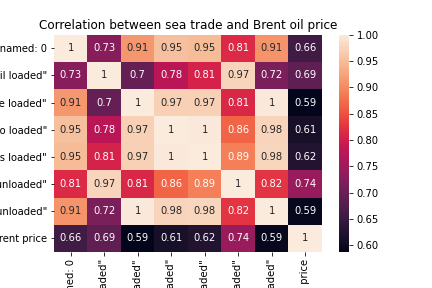 Correlation between sea trade and Brent oil price
named: 0 1 0.73 0.91 0.95 0.95 0.81 0.91 0.66
il loaded" 0.73 1 0.7 0.78 0.81 0.97 0.72 0.69
e loaded" 0.91 0.7 1 0.97 0.97 0.81 1 0.59
o loaded" 0.95 0.78 0.97 1 1 0.86 0.98 0.61
s loaded" 0.95 0.81 0.97 1 1 0.89 0.98 0.62
unloaded" 0.81 0.97 0.81 0.86 0.89 1 0.82 0.74
unloaded" 0.91 0.72 1 0.98 0.98 0.82 1 0.59
rent price 0.66 0.69 0.59 0.61 0.62 0.74 0.59 1
ned: 0
aded"
aded"
aded"
aded"
aded"
aded"
price
1.00
0.95
0.90
0.85
0.80
0.75
0.70
0.65
0.60